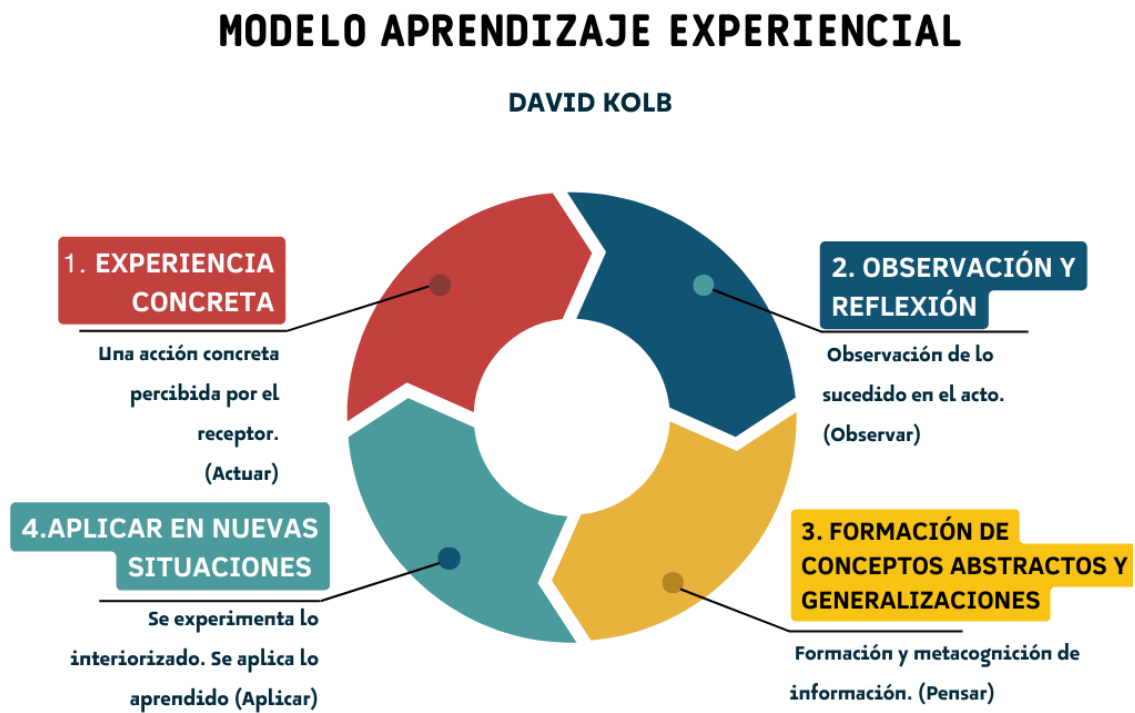 MODELO APRENDIZAJE EXPERIENCIAL
DAVID KOLB
1. EXPERIENCIA
CONCRETA
Una acción concreta
percibida por el
receptor.
(Actuar)
2. OBSERVACIÓN Y
REFLEXIÓN
Observación de lo
sucedido en el acto.
(Observar)
3. FORMACIÓN DE
CONCEPTOS ABSTRACTOS Y
GENERALIZACIONES
Formación y metacognición de
información. (Pensar)
4.APLICAR EN NUEVAS
SITUACIONES
Se experimenta lo
interiorizado. Se aplica lo
aprendido (Aplicar)